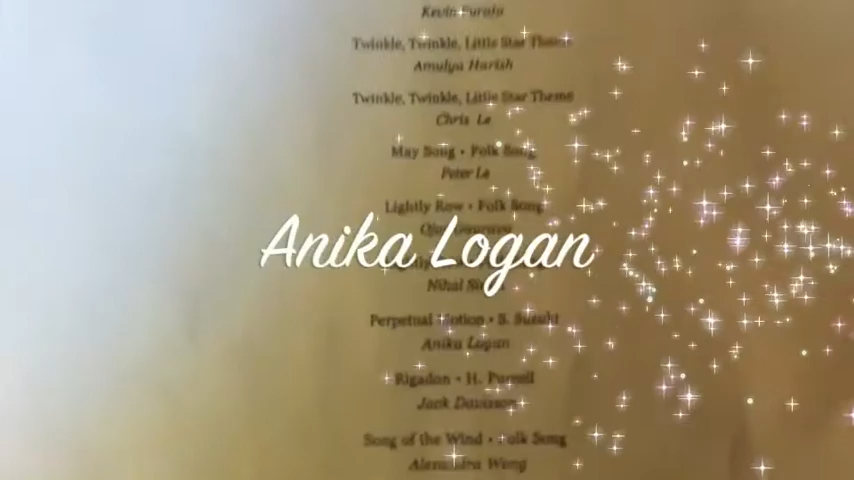 Kevin
Twinkle, Twinkle, Little Star Theme
Amulya Harish
Twinkle, Twinkle, Little Star Theme
Chris Le
May Song • Folk Song
Peter Le
Lightly Row • Folk Song
Anika Logan
Nihal
Perpetual Motion • S. Suzuki
Anika Logan
Rigadon • H. Purcell
Jack Davisson
Song of the Wind • Folk Song
Wong